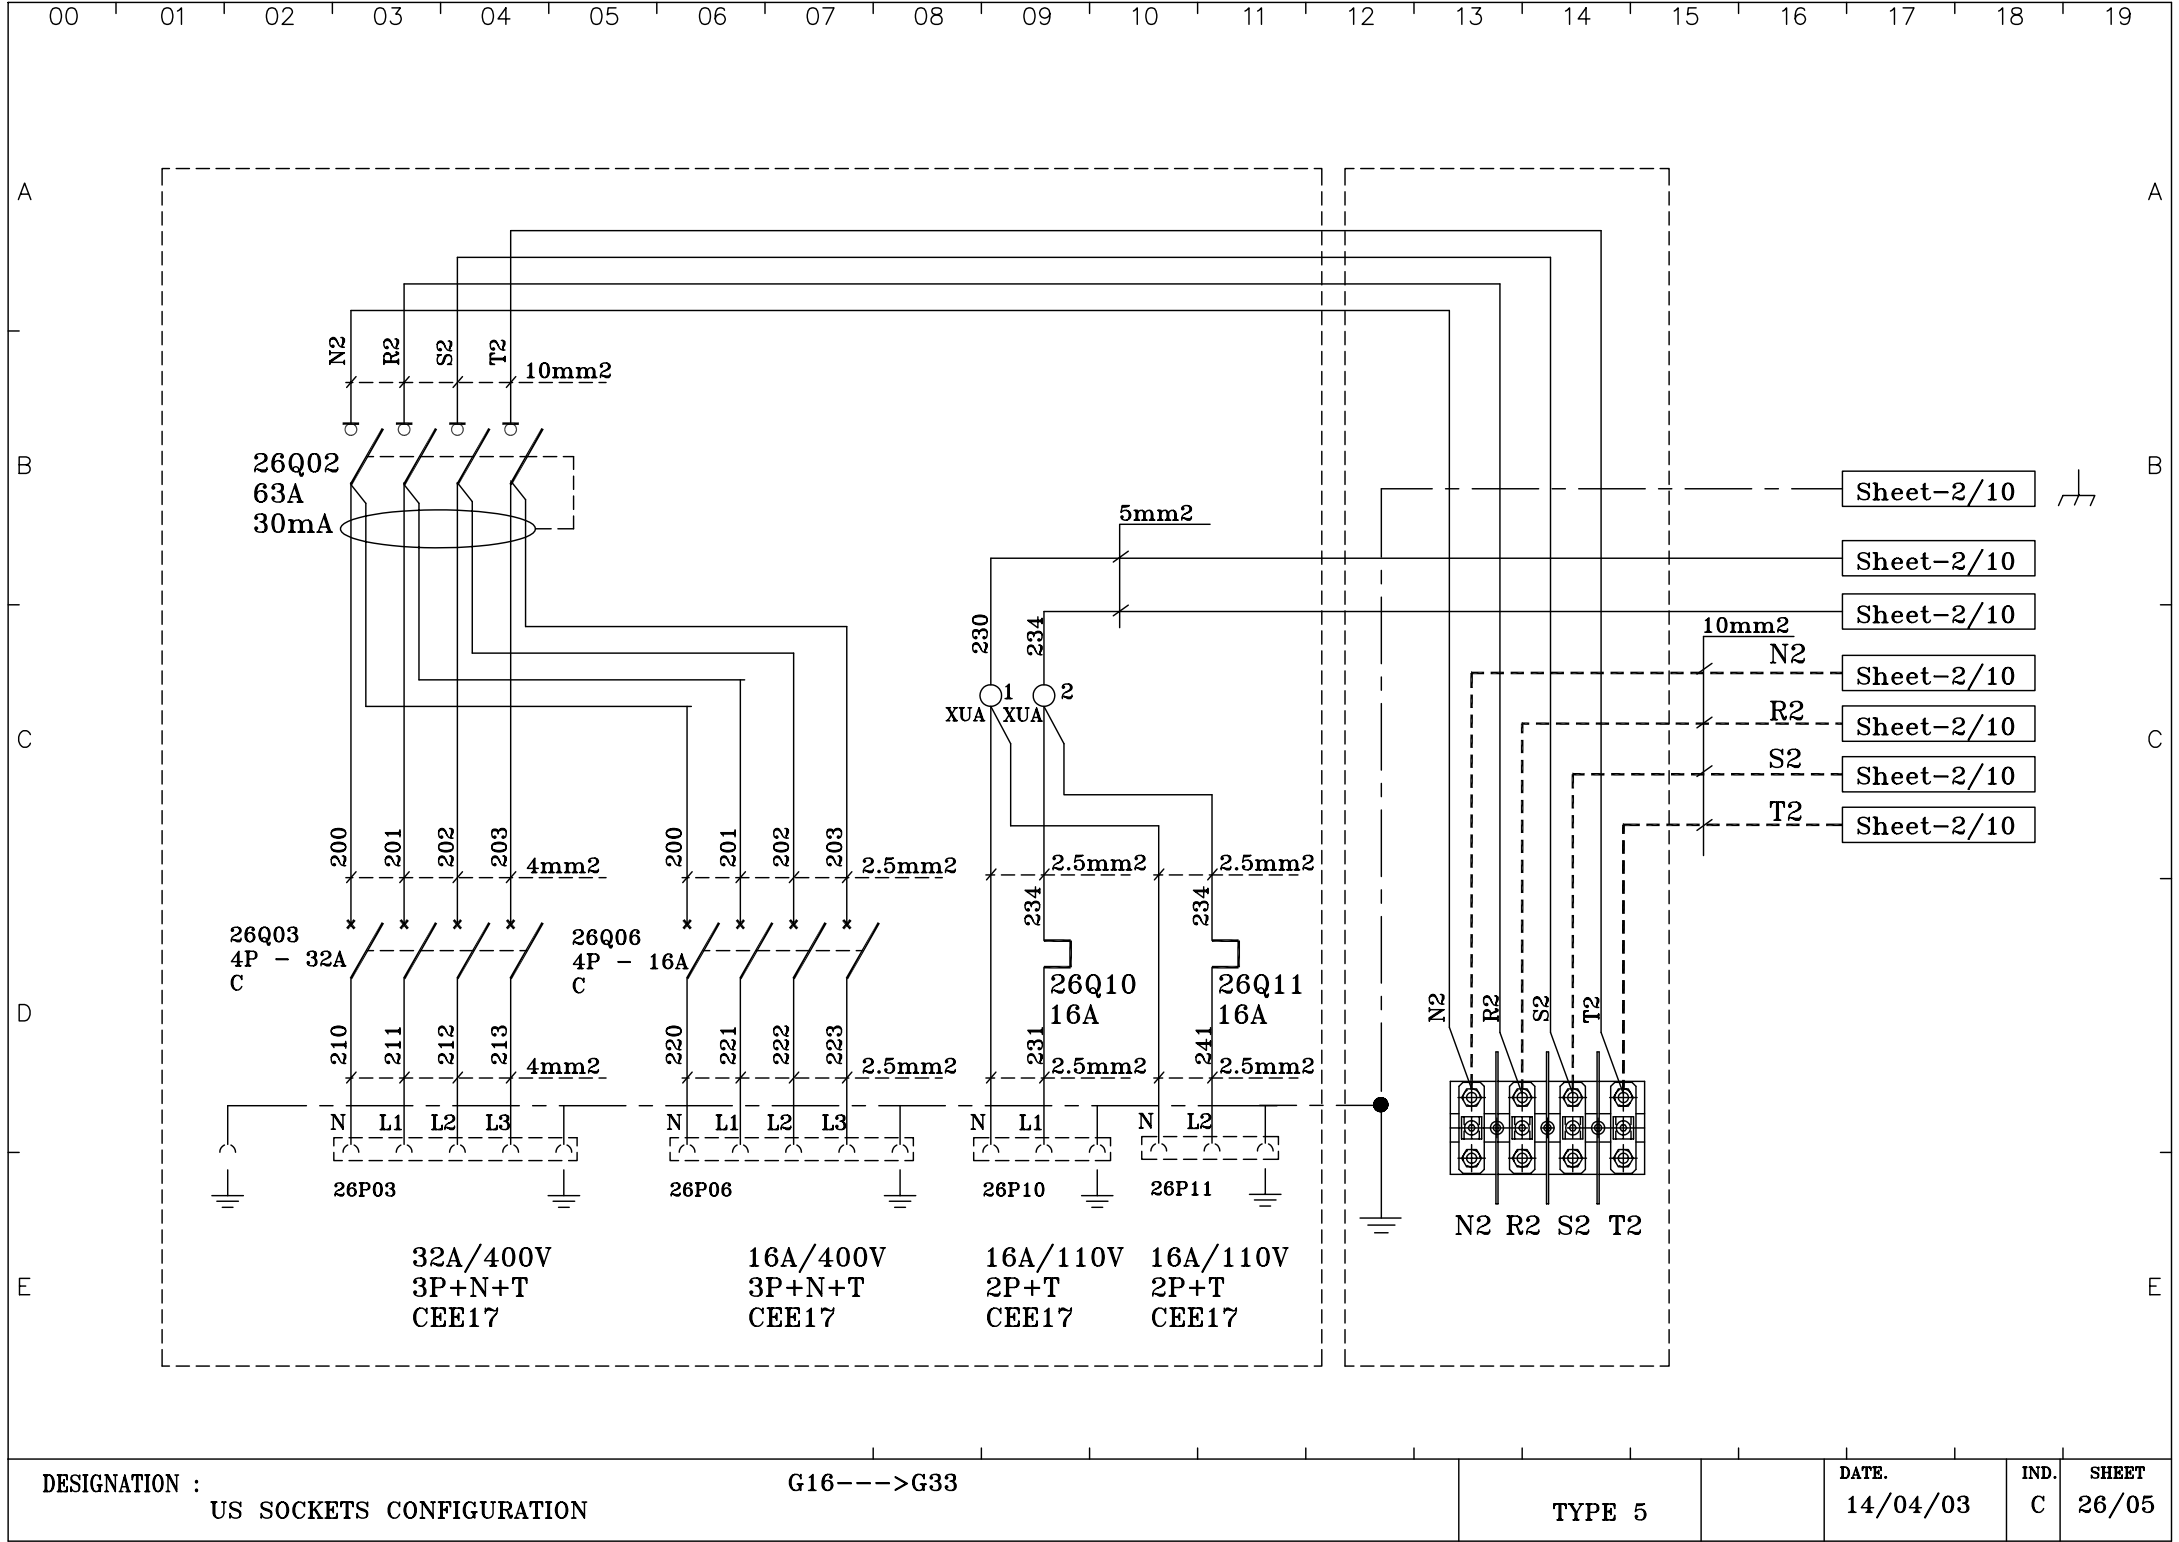 00 01 02 03 04 05 06 07 08 09 10 11 12 13 14 15 16 17 18 19
A A
N2 R2 S2 T2
10mm2
B B
26Q02
63A
30mA
Sheet-2/10
5mm2
Sheet-2/10
Sheet-2/10
230 234
10mm2
N2
Sheet-2/10
1 2
XUA XUA
R2
Sheet-2/10
C C
S2
Sheet-2/10
T2
Sheet-2/10
200 201 202 203
4mm2
200 201 202 203
2.5mm2
2.5mm2
2.5mm2
234 234
26Q03
4P - 32A
C
26Q06
4P - 16A
C
26Q10
16A
26Q11
16A
D D
N2 R2 S2 T2
210 211 212 213
4mm2
220 221 222 223
2.5mm2
231
2.5mm2
241
2.5mm2
N L1 L2 L3
N L1 L2 L3
N L1
N L2
26P03
26P06
26P10
26P11
N2 R2 S2 T2
32A/400V
3P+N+T
CEE17
16A/400V
3P+N+T
CEE17
16A/110V
2P+T
CEE17
16A/110V
2P+T
CEE17
E E
DESIGNATION :
US SOCKETS CONFIGURATION
G16--->G33
TYPE 5
DATE.
14/04/03
IND.
C
SHEET
26/05